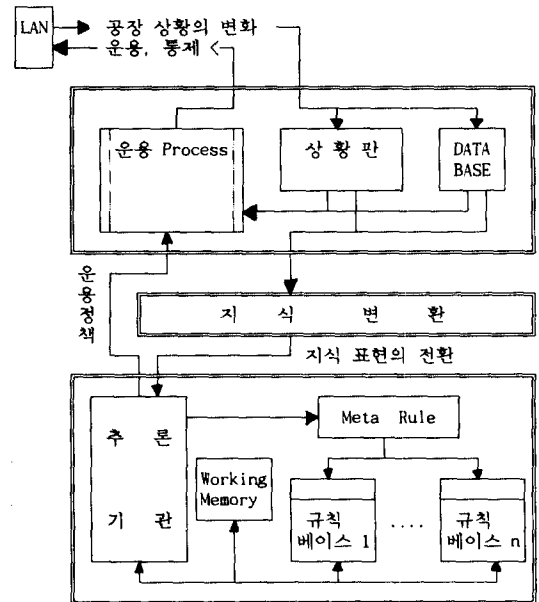 LAN
공장 상황의 변화
운용, 통제 <
운용 Process
상 황 판
DATA
BASE
운용정책
지 식 변 환
지식 표현의 전환
추 론
기 관
Meta Rule
Working
Memory
규칙
베이스 1
....
규칙
베이스 n